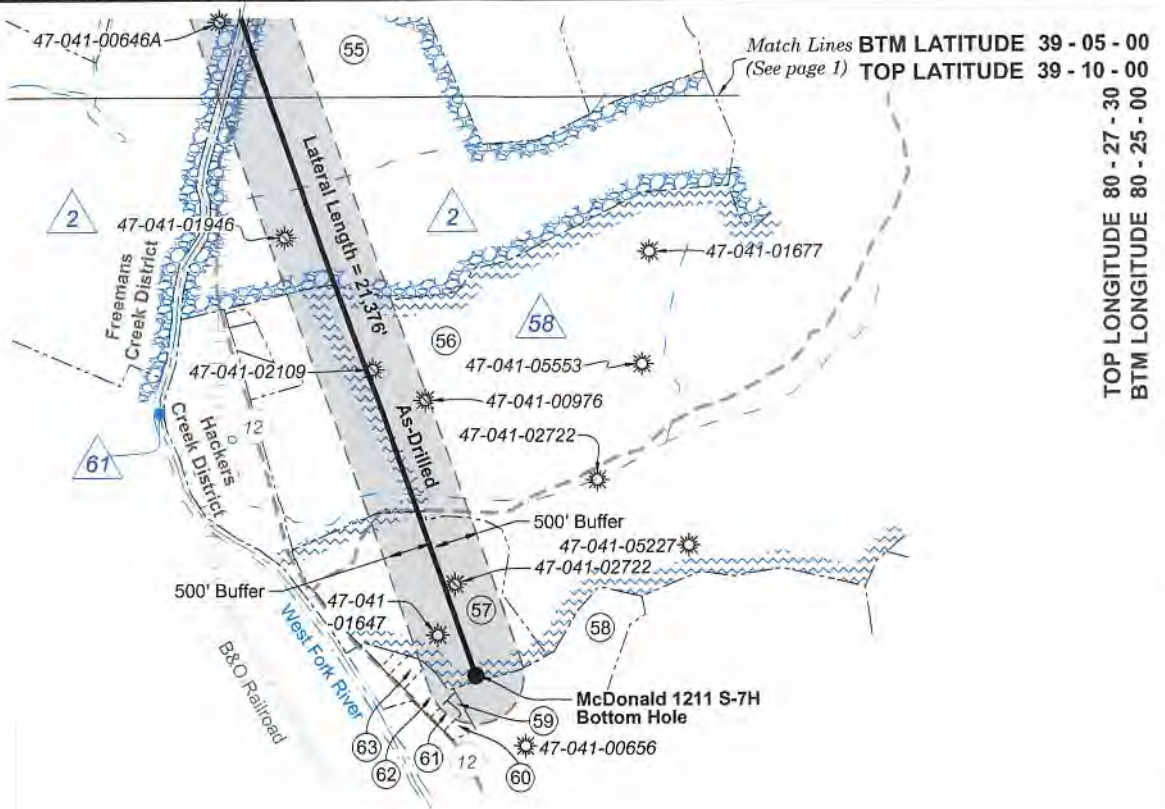 47-041-00646A
55
Match Lines BTM LATITUDE 39 - 05 - 00
(See page 1) TOP LATITUDE 39 - 10 - 00
TOP LONGITUDE 80 - 27 - 30
BTM LONGITUDE 80 - 25 - 00
Lateral Length = 21,376'
As-Drilled
2
2
47-041-01946
47-041-01677
Freemans
Creek District
58
56
47-041-02109
47-041-05553
47-041-00976
Hackers
Creek District
12
47-041-02722
61
500' Buffer
47-041-05227
47-041-02722
500' Buffer
47-041
-01647
57
58
West Fork River
B&O Railroad
McDonald 1211 S-7H
Bottom Hole
59
63
62
61
12
60
47-041-00656